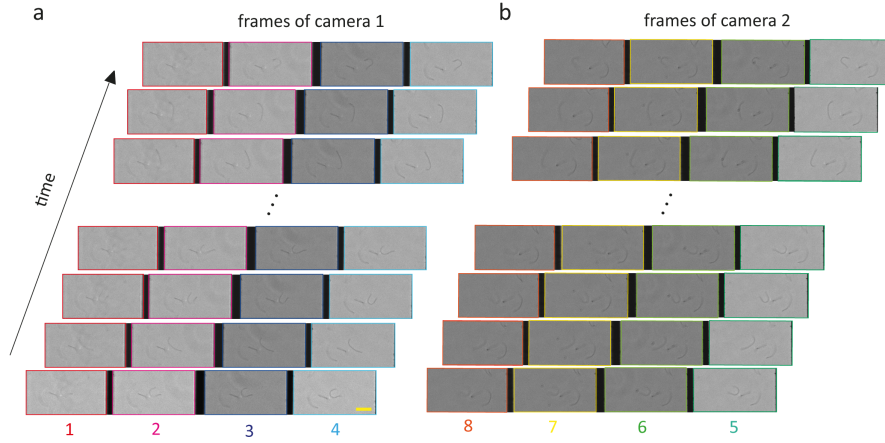 a
frames of camera 1
b
frames of camera 2
time
1 2 3 4
8 7 6 5